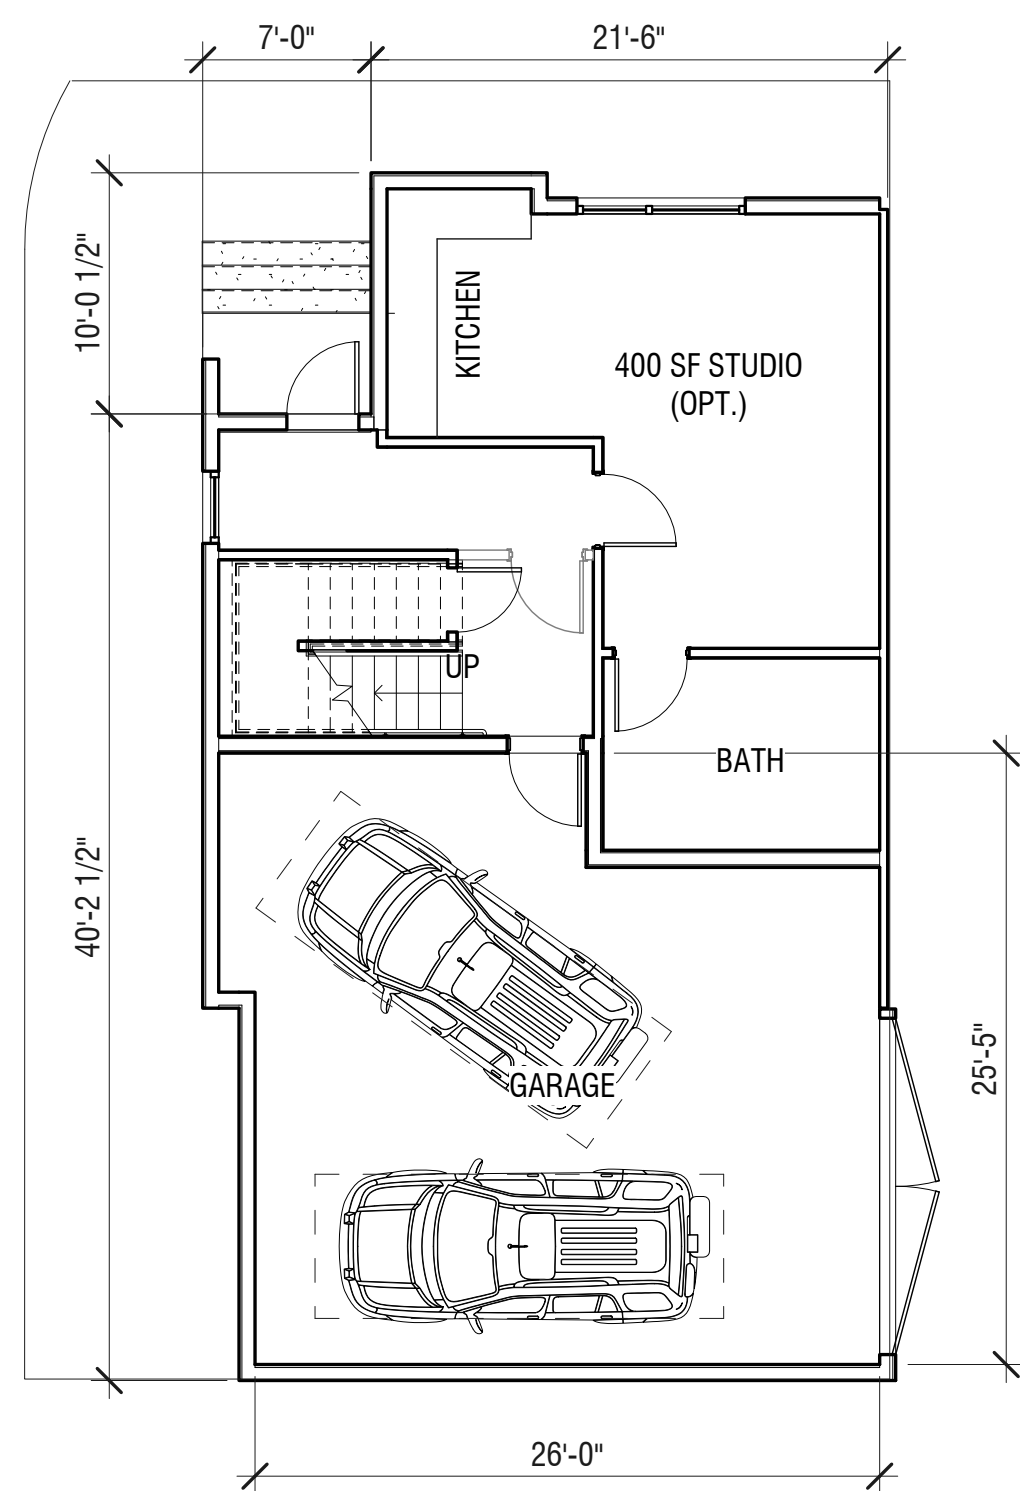 7'-0"
21'-6"
10'-0 1/2"
KITCHEN
400 SF STUDIO
(OPT.)
UP
BATH
40'-2 1/2"
25'-5"
GARAGE
26'-0"